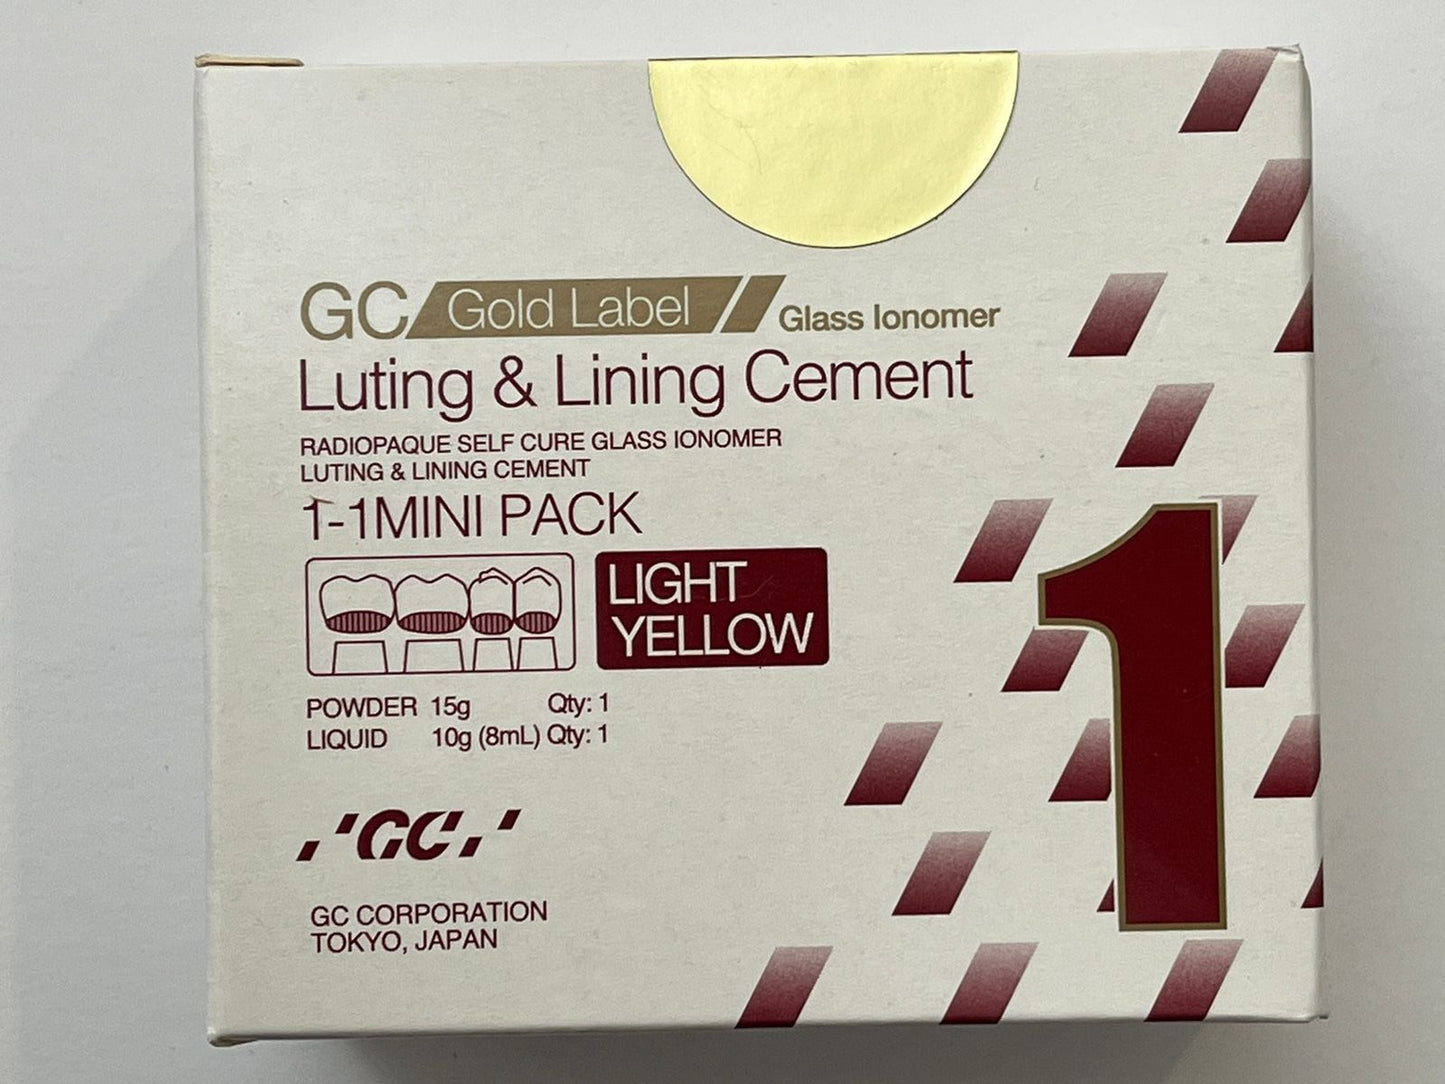 GC Gold Label Glass Ionomer
Luting & Lining Cement
RADIOPAQUE SELF CURE GLASS IONOMER
LUTING & LINING CEMENT
1-1MINI PACK
LIGHT
YELLOW
POWDER 15g Qty: 1
LIQUID 10g (8mL) Qty: 1
GC
GC CORPORATION
TOKYO, JAPAN
1